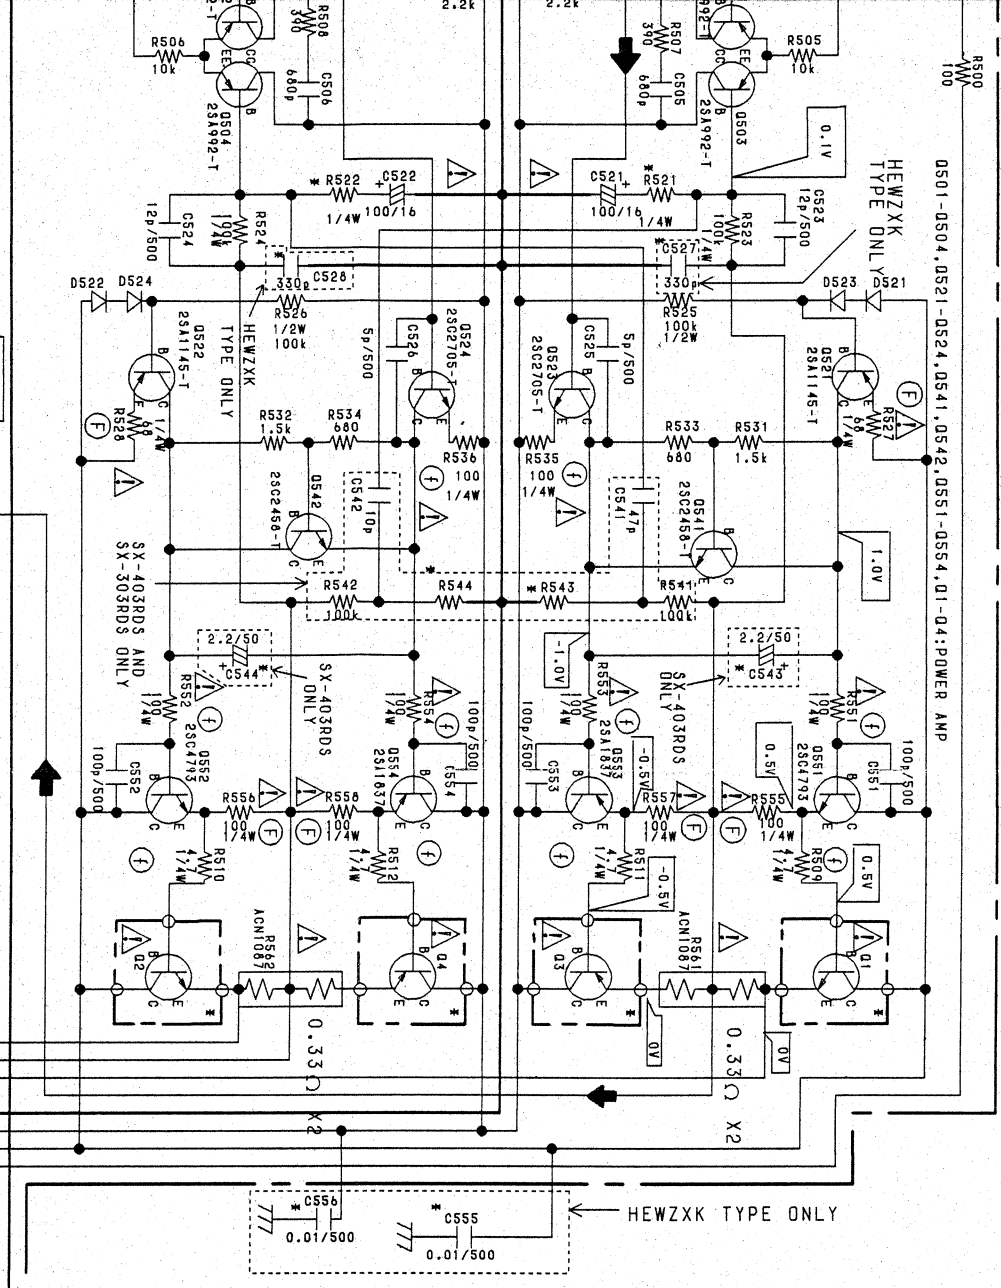 2.2k
2.2k
R508
390
R506
10k
C506
680p
Q504
2SA992-T
B
EE
CC
B
R507
390
C505
680p
R505
10k
R500
100
Q503
2SA992-T
B
EE
CC
B
0.1V
HEWZXK
TYPE ONLY
Q501-Q504,Q521-Q524,Q541,Q542,Q551-Q554,Q1-Q4:POWER AMP
* R522
1/4W
+ C522
100/16
C521 +
100/16
* R521
1/4W
C524
12p/500
R524
100k
1/4W
* C528
330p
* C527
330p
R523
100k
1/4W
C523
12p/500
D522
D524
R526
1/2W
100k
R525
100k
1/2W
D523
D521
HEWZXK
TYPE ONLY
Q522
2SA1145-T
B
E
C
C526
5p/500
Q524
2SC2705-T
B
C
E
Q523
2SC2705-T
B
E
C
C525
5p/500
Q521
2SA1145-T
B
C
E
R528
68
1/4W
F
R527
68
1/4W
F
R532
1.5k
R534
680
R536
100
1/4W
f
R535
100
1/4W
f
R533
680
R531
1.5k
Q542
2SC2458-T
B
C
E
C542
10p
C541
47p
Q541
2SC2458-T
B
E
C
1.0V
SX-403RDS AND
SX-303RDS ONLY
*
R542
100k
R544
* R543
R541
100k
2.2/50
+ C544 *
SX-403RDS
ONLY
-1.0V
SX-403RDS
ONLY
2.2/50
* C543 +
R552
100
1/4W
f
R554
100
1/4W
f
R553
100
1/4W
f
R551
100
1/4W
f
C552
100p/500
Q552
2SC4793
B
C
E
Q554
2SA1837
B
E
C
C554
100p/500
C553
100p/500
Q553
2SA1837
B
C
E
-0.5V
0.5V
Q551
2SC4793
B
E
C
C551
100p/500
R556
100
1/4W
F
R558
100
1/4W
F
R557
100
1/4W
F
R555
100
1/4W
F
f
R510
4.7
1/4W
R512
4.7
1/4W
f
f
R511
4.7
1/4W
-0.5V
R509
4.7
1/4W
f
0.5V
Q2
B
C
E
*
ACN1087
R562
Q4
B
E
C
*
Q3
B
C
E
ACN1087
R561
Q1
B
E
C
*
0.33Ω X2
0V
0.33Ω X2
0V
* C556
0.01/500
* C555
0.01/500
HEWZXK TYPE ONLY